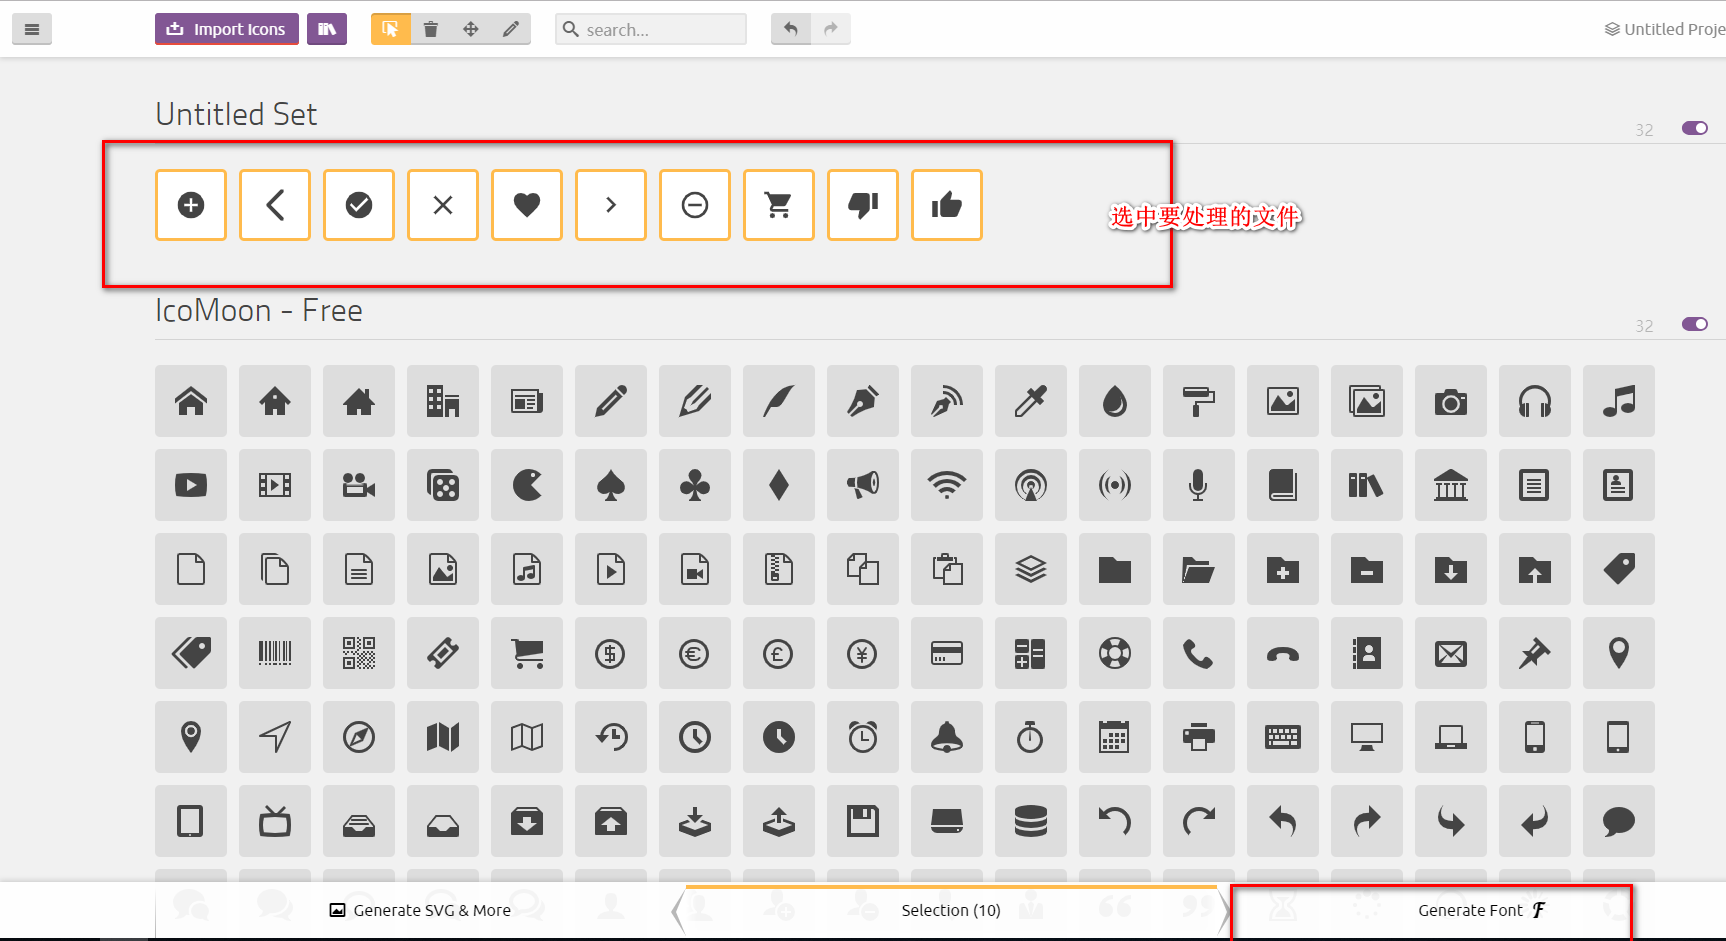 Import Icons
search...
Untitled Proje
Untitled Set
32
选中要处理的文件
IcoMoon - Free
32
Generate SVG & More
Selection (10)
Generate Font